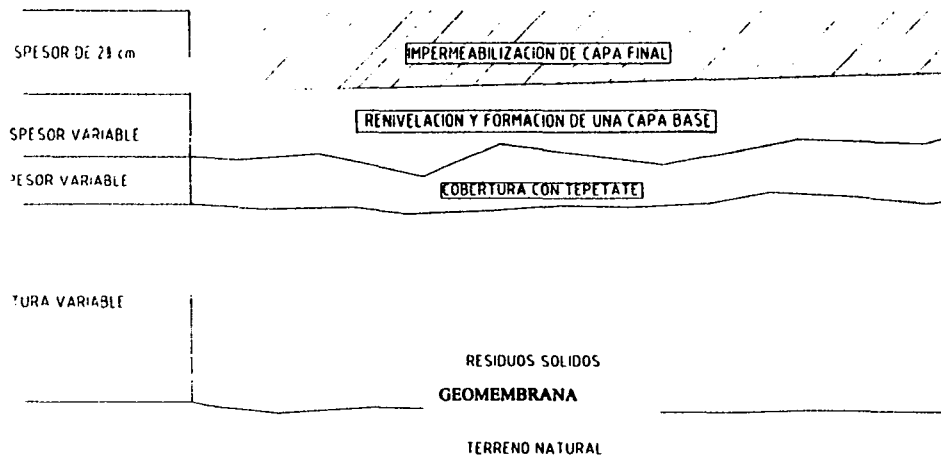 SPESOR DE 28 cm
IMPERMEABILIZACION DE CAPA FINAL
RENIVELACION Y FORMACION DE UNA CAPA BASE
SPESOR VARIABLE
PESOR VARIABLE
COBERTURA CON TEPETATE
TURA VARIABLE
RESIDUOS SOLIDOS
GEOMEMBRANA
TERRENO NATURAL